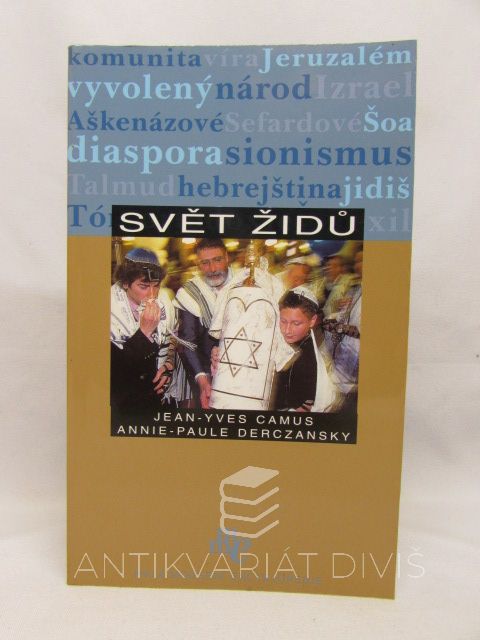 komunita víra Jeruzalém
vyvolený národ Izrael
Aškenázové Sefardové Šoa
diaspora sionismus
Talmud hebrejština jidiš
SVĚT ŽIDŮ
JEAN-YVES CAMUS
ANNIE-PAULE DERCZANSKY
ANTIKVARIÁT DIVIŠ